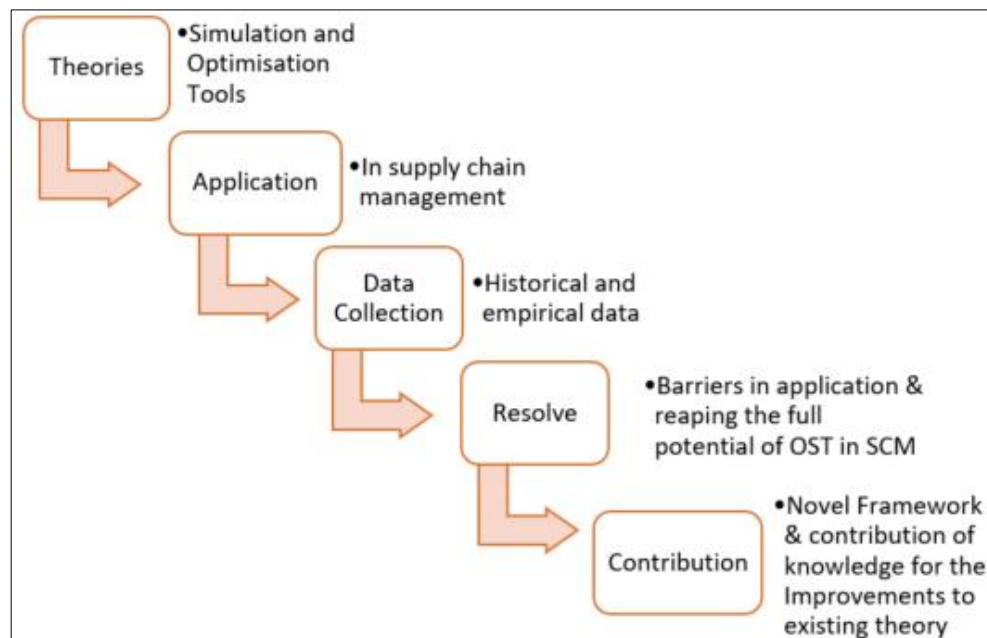 Theories
•Simulation and
Optimisation
Tools
Application
•In supply chain
management
Data
Collection
•Historical and
empirical data
Resolve
•Barriers in application &
reaping the full
potential of OST in SCM
Contribution
•Novel Framework
& contribution of
knowledge for the
Improvements to
existing theory